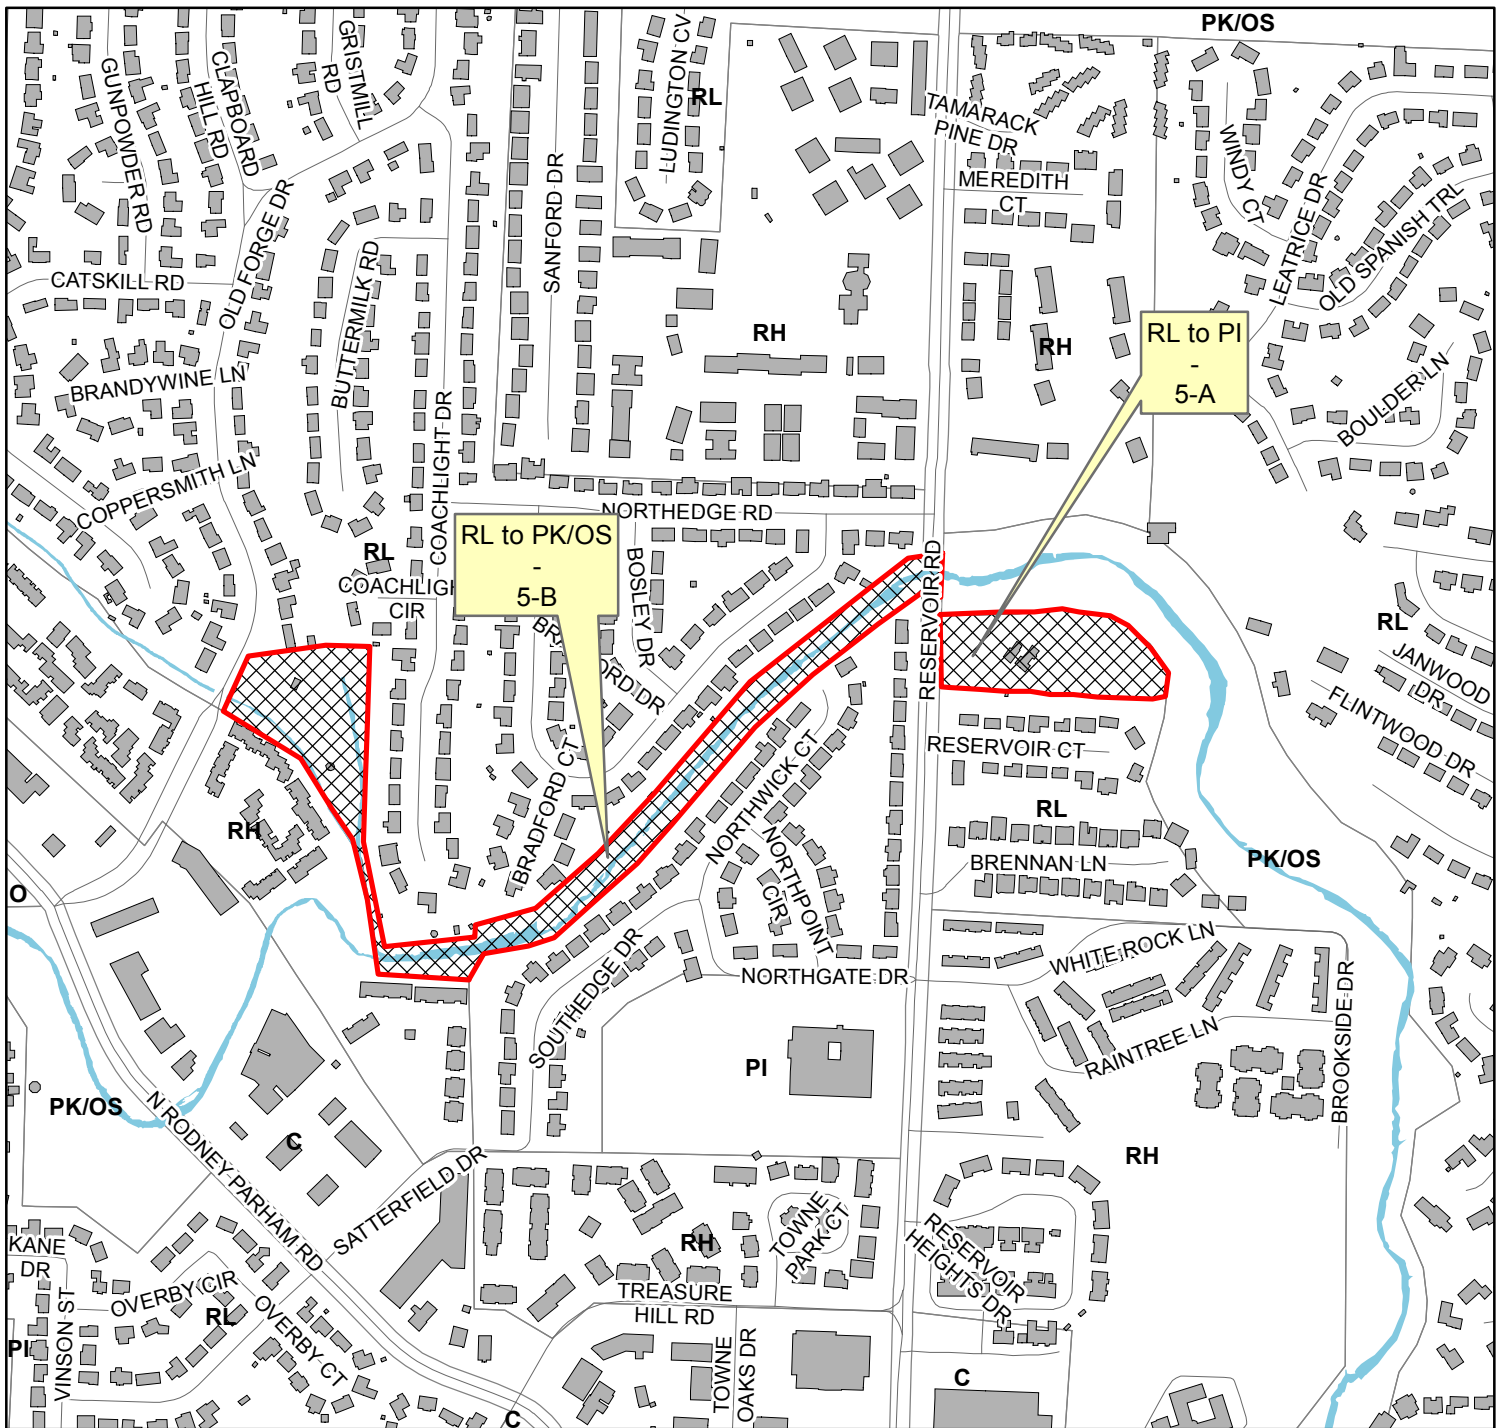 PK/OS
GRISTMILL
RD
LUDINGTON CV
CLAPBOARD
HILL RD
GUNPOWDER RD
RL
TAMARACK
PINE DR
WINDY CT
MEREDITH
CT
SANFORD DR
LEATRICE DR
OLD SPANISH TRL
OLD FORGE DR
BUTTERMILK RD
CATSKILL RD
RH
RH
RL to PI
-
5-A
BRANDYWINE LN
BOULDER LN
COACHLIGHT DR
COPPERSMITH LN
NORTHEDGE RD
RL to PK/OS
-
5-B
RL
COACHLIGH
CIR
BOSLEY DR
RESERVOIR RD
RL
JANWOOD
DR
BRA
ORD DR
FLINTWOOD DR
RESERVOIR CT
BRADFORD CT
NORTHWICK CT
RL
RH
NORTHPOINT
CIR
BRENNAN LN
PK/OS
O
WHITE ROCK LN
SOUTHEDGE DR
NORTHGATE DR
RAINTREE LN
BROOKSIDE DR
PI
PK/OS
N RODNEY PARHAM RD
C
RH
SATTERFIELD DR
TOWNE
PARK CT
RESERVOIR
HEIGHTS DR
RH
KANE
DR
OVERBY CIR
TREASURE
HILL RD
RL
OVERBY CT
VINSON ST
PI
TOWNE
OAKS DR
C
C